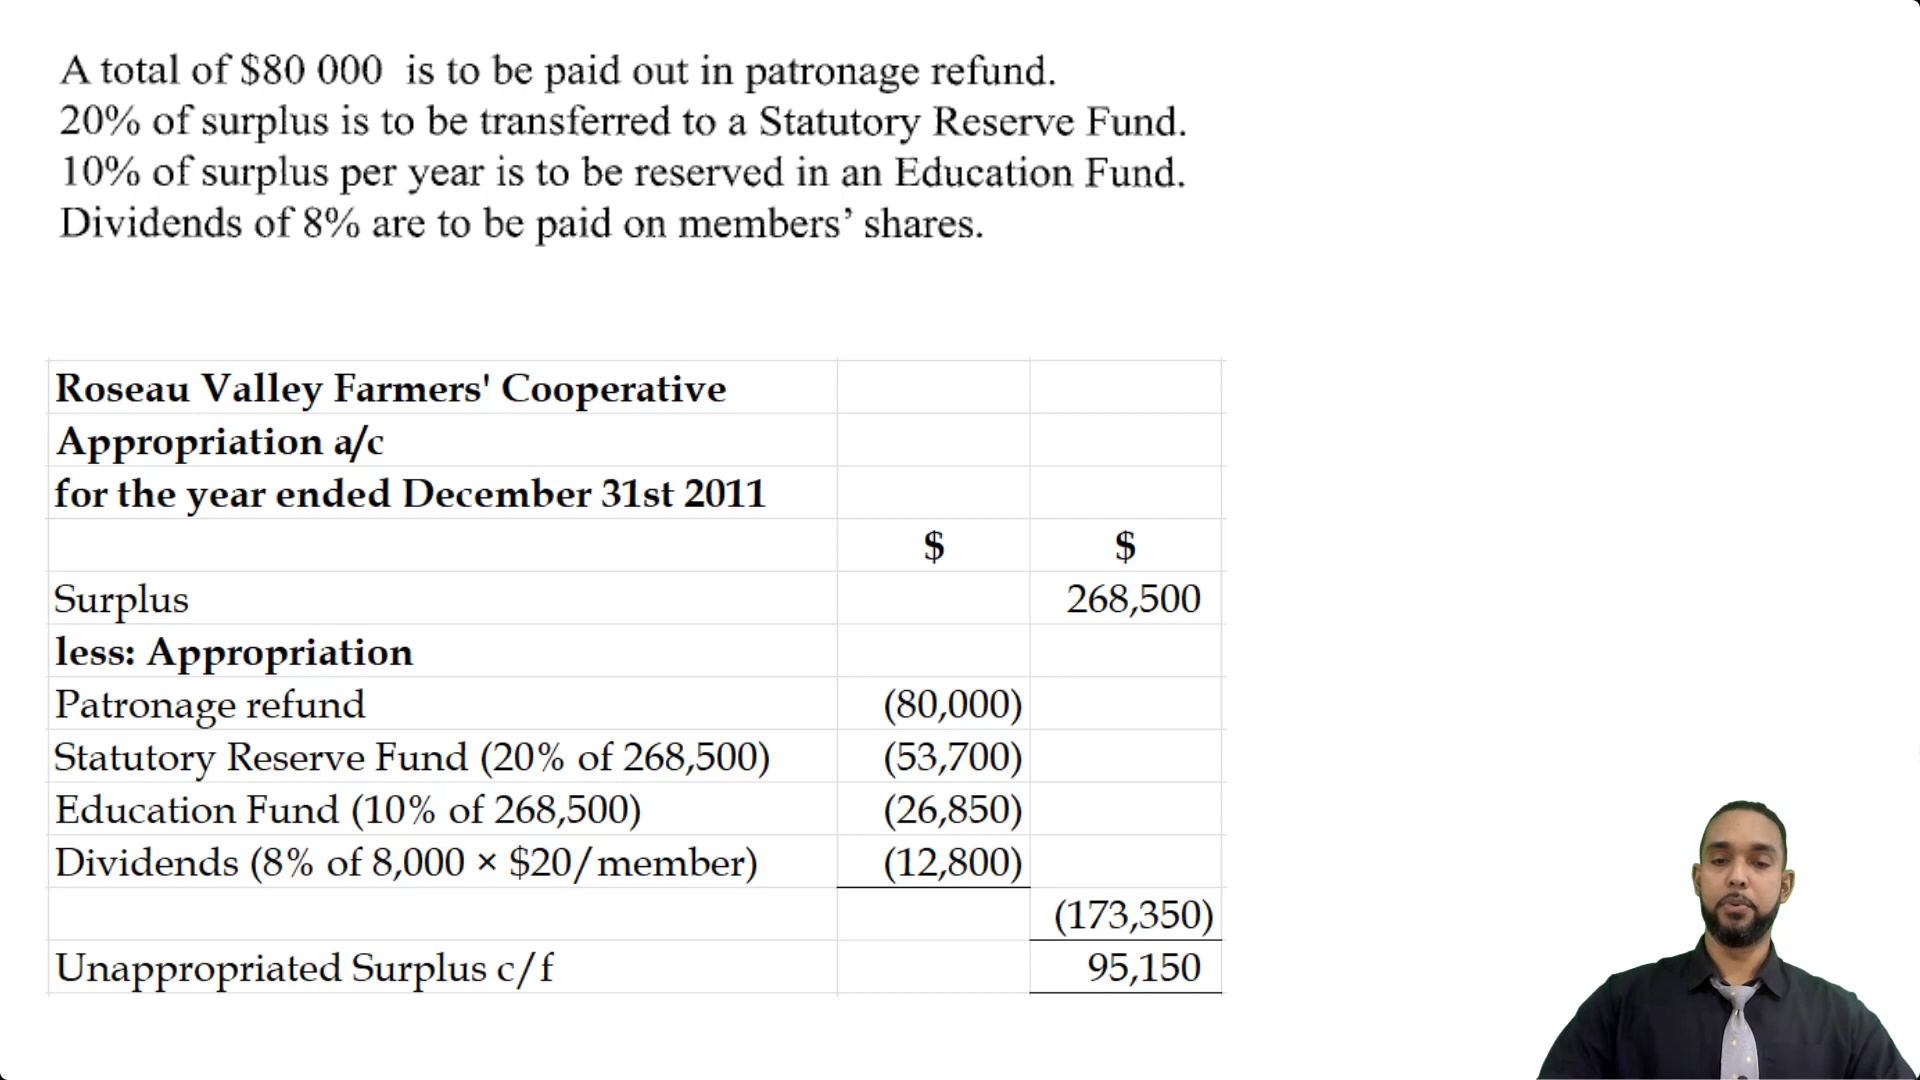 A total of $80 000 is to be paid out in patronage refund.
20% of surplus is to be transferred to a Statutory Reserve Fund.
10% of surplus per year is to be reserved in an Education Fund.
Dividends of 8% are to be paid on members’ shares.
Roseau Valley Farmers' Cooperative
Appropriation a/c
for the year ended December 31st 2011
$ $
Surplus 268,500
less: Appropriation
Patronage refund (80,000)
Statutory Reserve Fund (20% of 268,500) (53,700)
Education Fund (10% of 268,500) (26,850)
Dividends (8% of 8,000 × $20/member) (12,800)
(173,350)
Unappropriated Surplus c/f 95,150